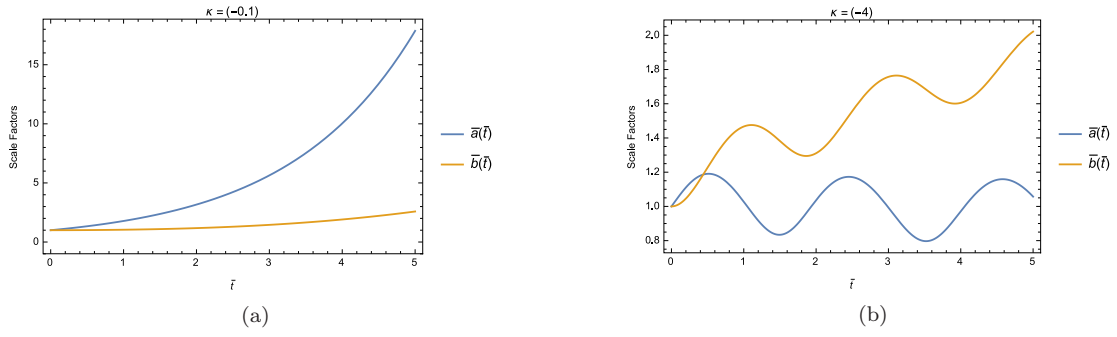 κ = (-0.1)
Scale Factors
15
10
5
0
0 1 2 3 4 5
t̄
ā(t̄)
b̄(t̄)
(a)
κ = (-4)
Scale Factors
2.0
1.8
1.6
1.4
1.2
1.0
0.8
0 1 2 3 4 5
t̄
ā(t̄)
b̄(t̄)
(b)